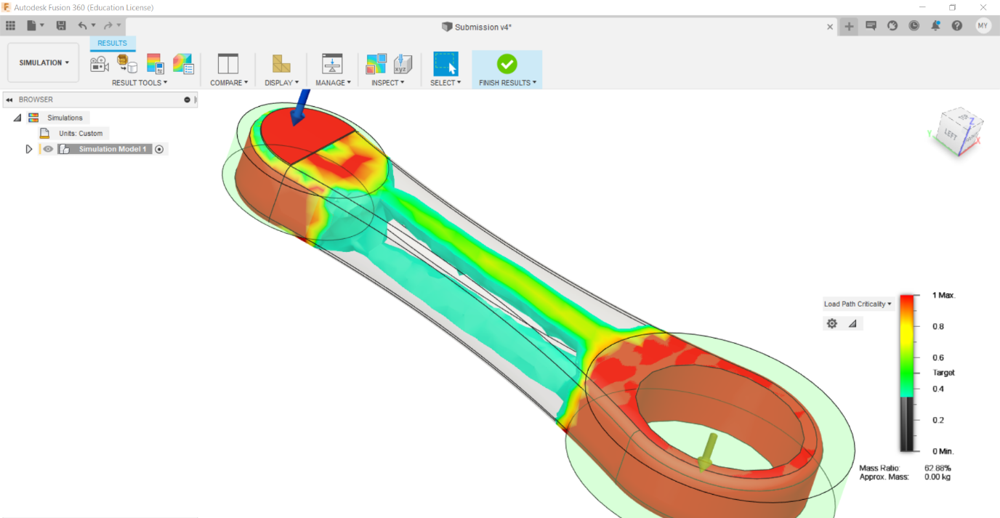 Autodesk Fusion 360 (Education License)
Submission v4*
MY
RESULTS
SIMULATION
RESULT TOOLS
COMPARE
DISPLAY
MANAGE
INSPECT
SELECT
FINISH RESULTS
xyz
BROWSER
Simulations
Units: Custom
Simulation Model 1
Z
LEFT
Y
X
Load Path Criticality
1 Max.
0.8
0.6
Target
0.4
0.2
0 Min.
Mass Ratio: 62.88%
Approx. Mass: 0.00 kg